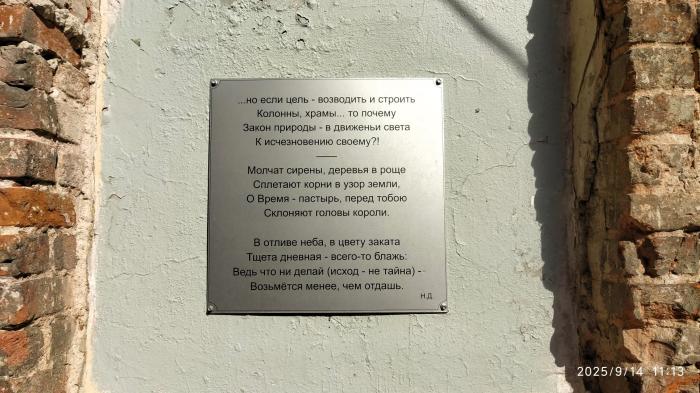 ...но если цель - возводить и строить
Колонны, храмы... то почему
Закон природы - в движеньи света
К исчезновению своему?!
Молчат сирены, деревья в роще
Сплетают корни в узор земли,
О Время - пастырь, перед тобою
Склоняют головы короли.
В отливе неба, в цвету заката
Тщета дневная - всего-то блажь:
Ведь что ни делай (исход - не тайна) -
Возьмётся менее, чем отдашь.
Н.Д.
2025/9/14 11:13